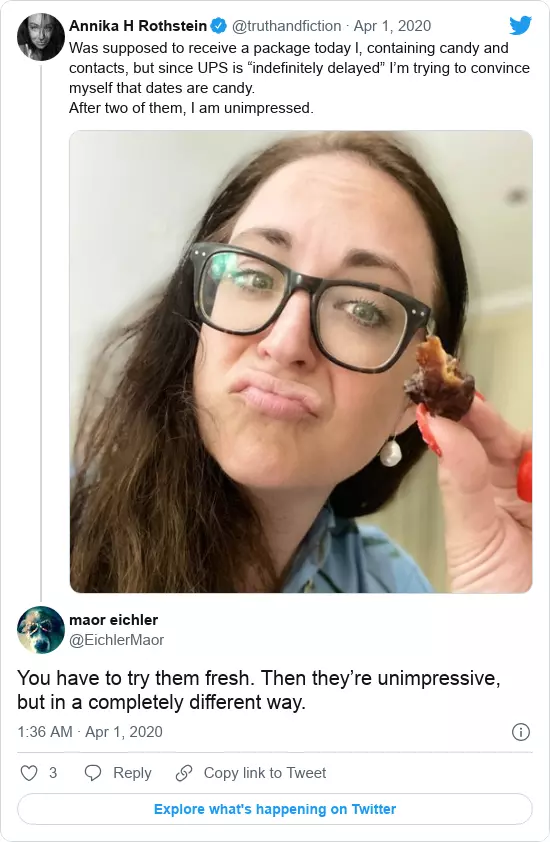 Annika H Rothstein @truthandfiction · Apr 1, 2020
Was supposed to receive a package today I, containing candy and
contacts, but since UPS is “indefinitely delayed” I’m trying to convince
myself that dates are candy.
After two of them, I am unimpressed.
maor eichler
@EichlerMaor
You have to try them fresh. Then they’re unimpressive,
but in a completely different way.
1:36 AM · Apr 1, 2020
3 Reply Copy link to Tweet
Explore what's happening on Twitter